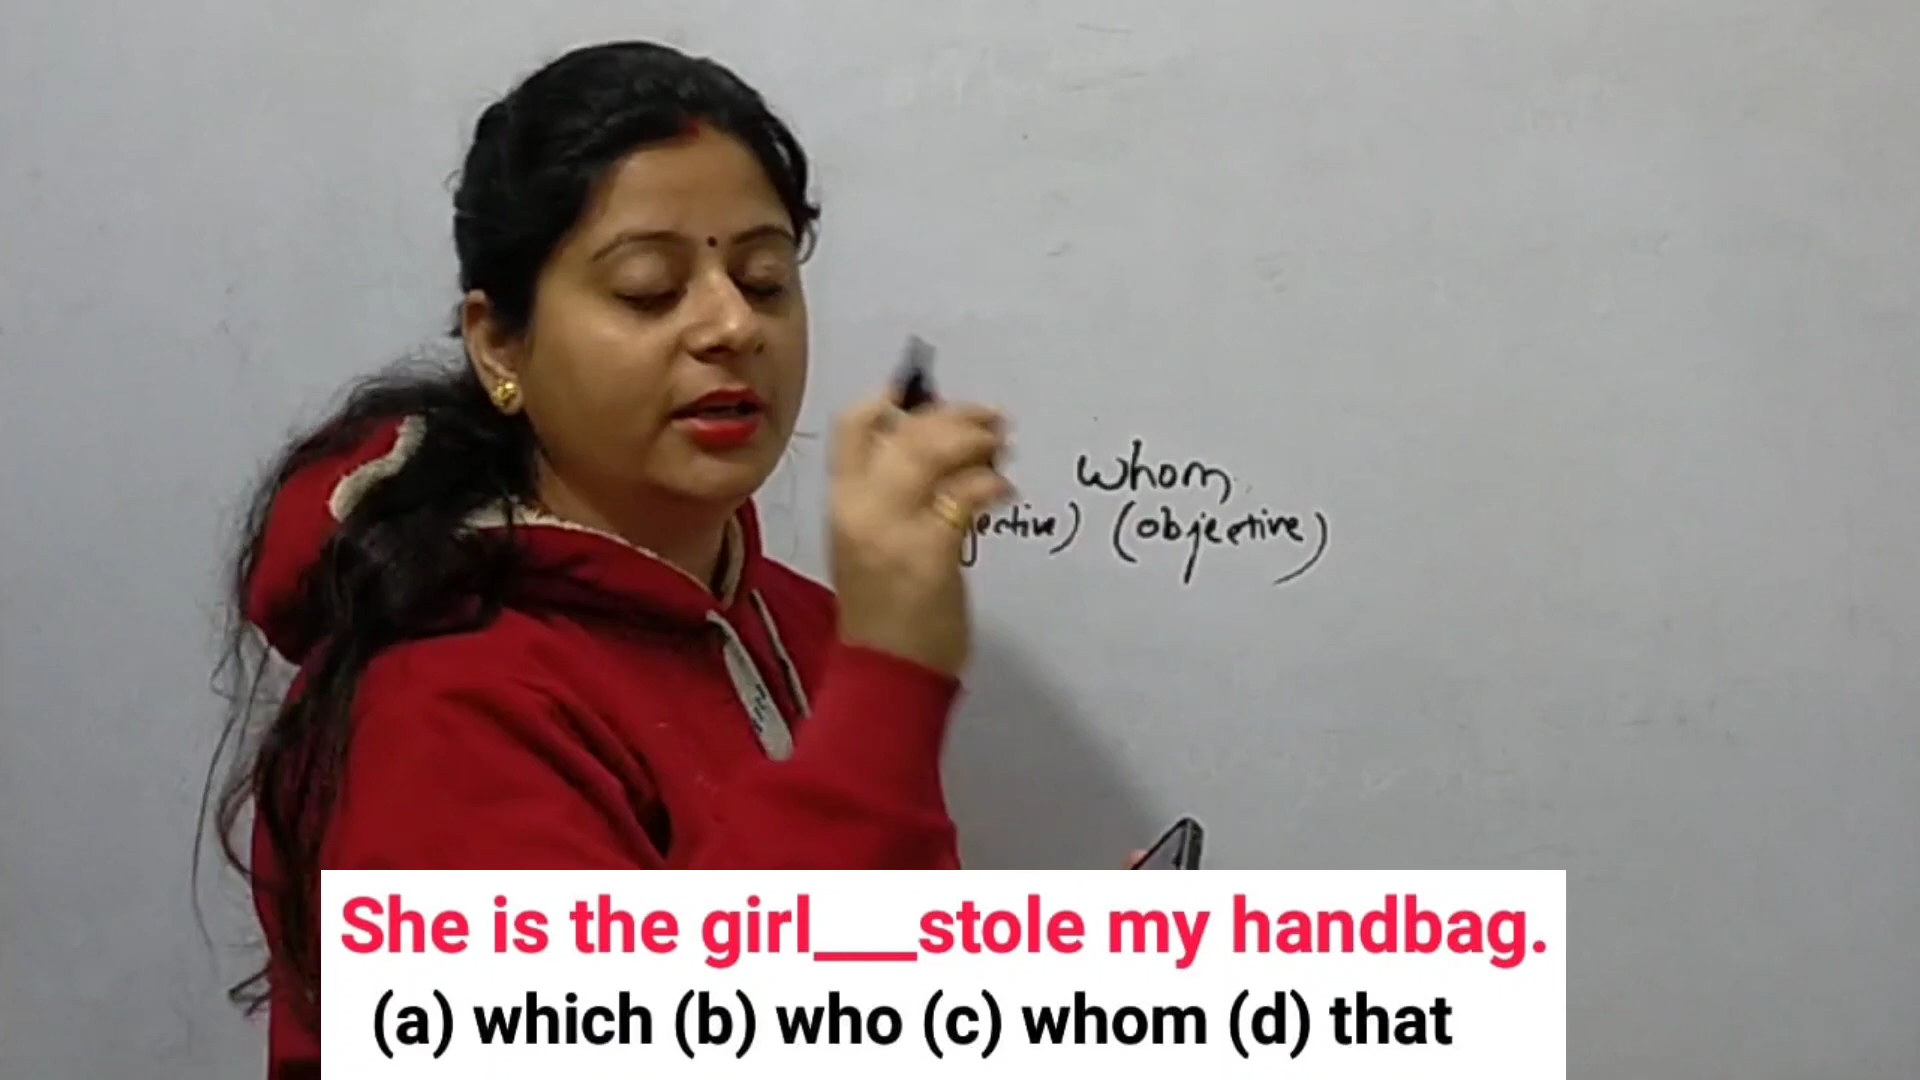 whom
(objective)
She is the girl___stole my handbag.
(a) which (b) who (c) whom (d) that